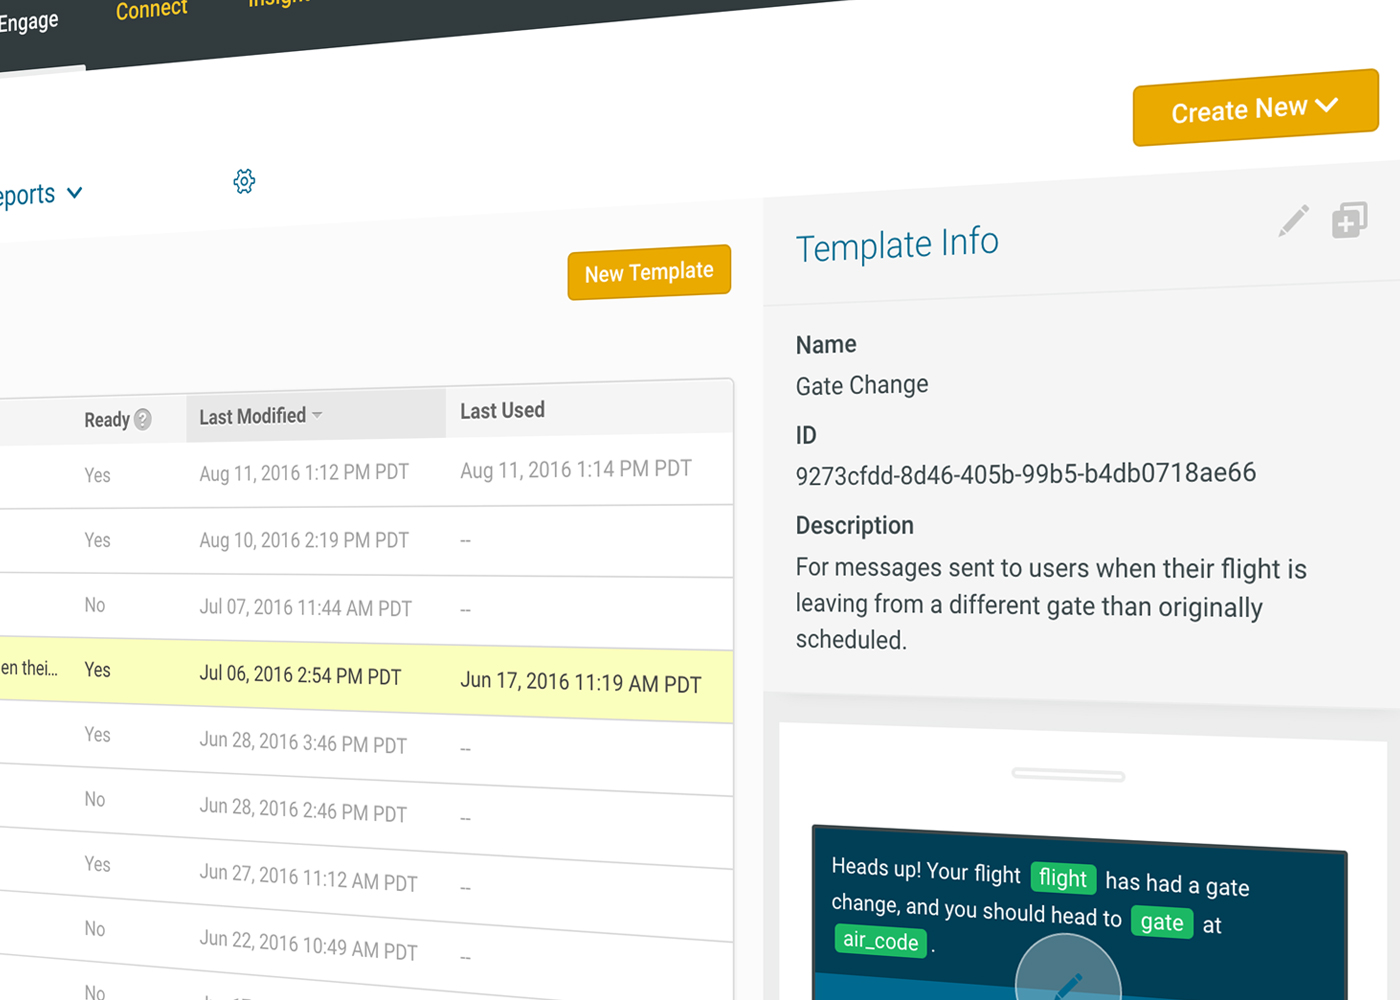 Engage
Connect
Create New
New Template
Template Info
Name
Gate Change
ID
9273cfdd-8d46-405b-99b5-b4db0718ae66
Description
For messages sent to users when their flight is
leaving from a different gate than originally
scheduled.
Ready ? Last Modified Last Used
Yes Aug 11, 2016 1:12 PM PDT Aug 11, 2016 1:14 PM PDT
Yes Aug 10, 2016 2:19 PM PDT --
No Jul 07, 2016 11:44 AM PDT --
Yes Jul 06, 2016 2:54 PM PDT Jun 17, 2016 11:19 AM PDT
Yes Jun 28, 2016 3:46 PM PDT --
No Jun 28, 2016 2:46 PM PDT --
Yes Jun 27, 2016 11:12 AM PDT --
No Jun 22, 2016 10:49 AM PDT --
No
Heads up! Your flight flight has had a gate
change, and you should head to gate at
air_code .